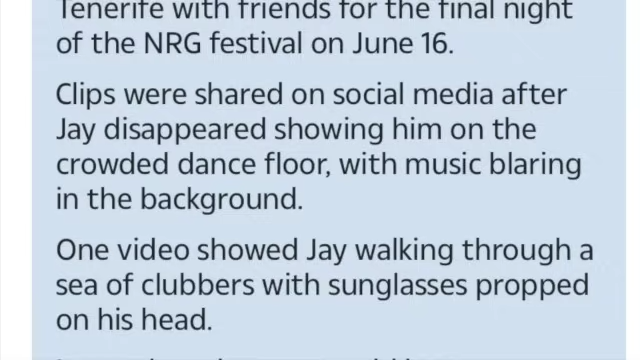 Tenerife with friends for the final night
of the NRG festival on June 16.
Clips were shared on social media after
Jay disappeared showing him on the
crowded dance floor, with music blaring
in the background.
One video showed Jay walking through a
sea of clubbers with sunglasses propped
on his head.